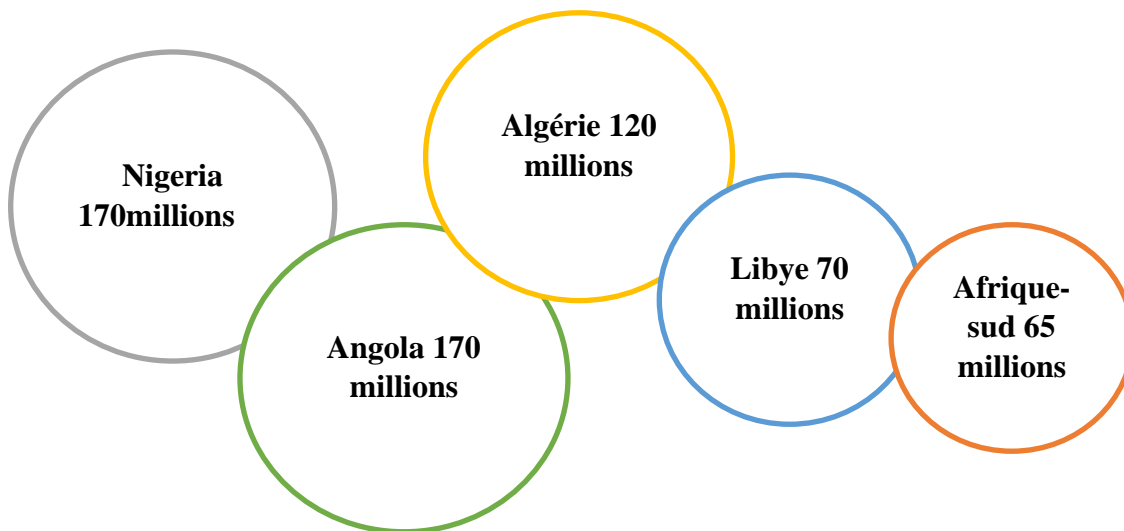 Nigeria
170millions
Angola 170
millions
Algérie 120
millions
Libye 70
millions
Afrique-
sud 65
millions